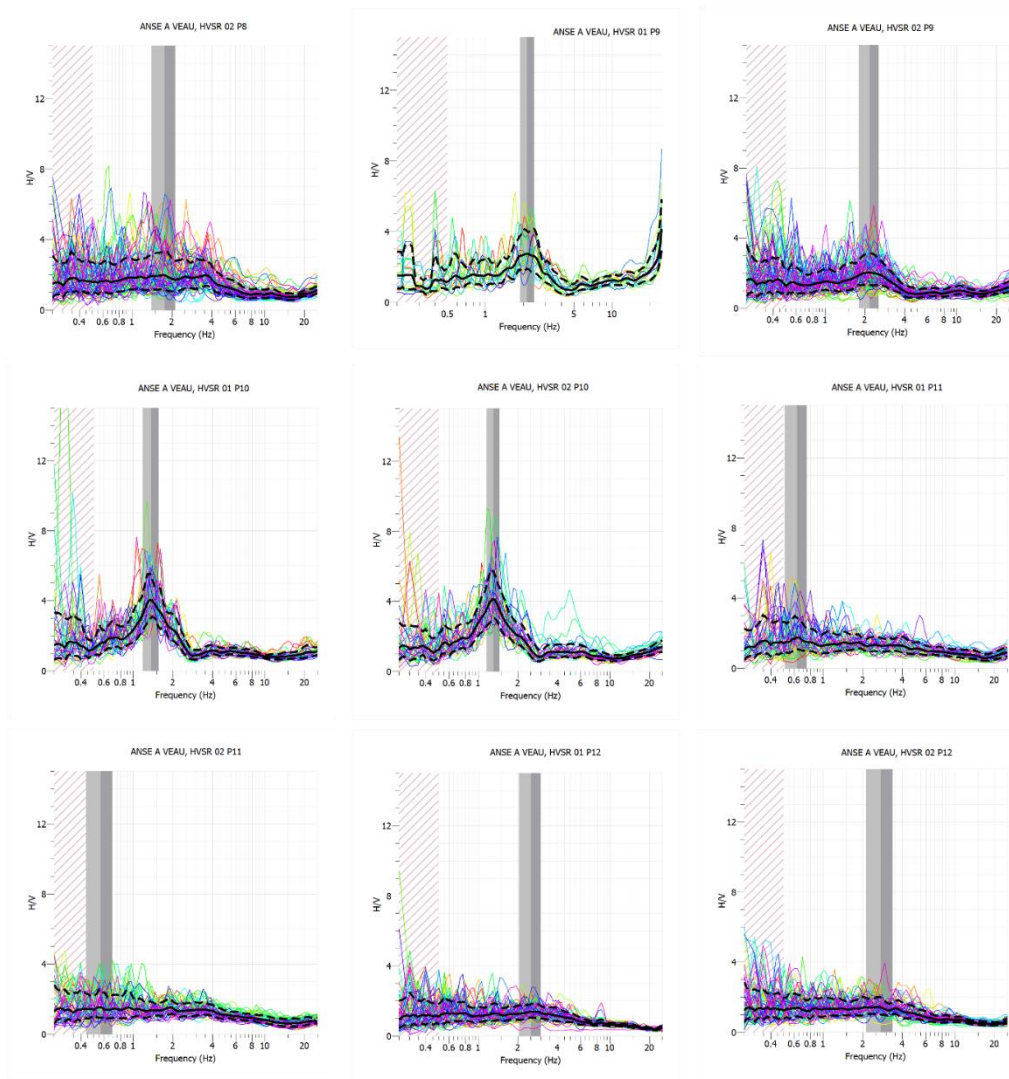 ANSE A VEAU, HVSR 02 P8
12
8
4
0
H/V
0.4 0.6 0.8 1 2 4 6 8 10 20
Frequency (Hz)
ANSE A VEAU, HVSR 01 P9
12
8
4
0
H/V
0.5 1 5 10
Frequency (Hz)
ANSE A VEAU, HVSR 02 P9
12
8
4
0
H/V
0.4 0.6 0.8 1 2 4 6 8 10 20
Frequency (Hz)
ANSE A VEAU, HVSR 01 P10
12
8
4
0
H/V
0.4 0.6 0.8 1 2 4 6 8 10 20
Frequency (Hz)
ANSE A VEAU, HVSR 02 P10
12
8
4
0
H/V
0.4 0.6 0.8 1 2 4 6 8 10 20
Frequency (Hz)
ANSE A VEAU, HVSR 01 P11
12
8
4
0
H/V
0.4 0.6 0.8 1 2 4 6 8 10 20
Frequency (Hz)
ANSE A VEAU, HVSR 02 P11
12
8
4
0
H/V
0.4 0.6 0.8 1 2 4 6 8 10 20
Frequency (Hz)
ANSE A VEAU, HVSR 01 P12
12
8
4
0
H/V
0.4 0.6 0.8 1 2 4 6 8 10 20
Frequency (Hz)
ANSE A VEAU, HVSR 02 P12
12
8
4
0
H/V
0.4 0.6 0.8 1 2 4 6 8 10 20
Frequency (Hz)